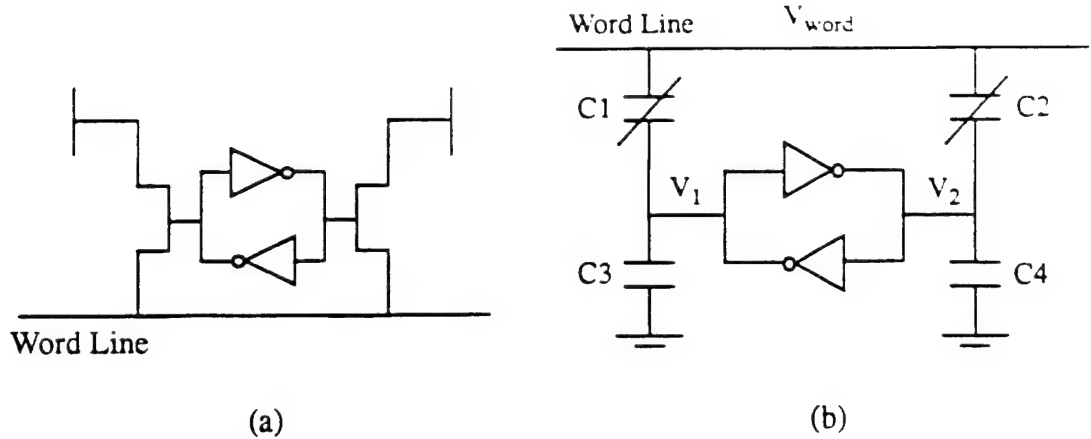 Word Line
(a)
Word Line V_word
C1
C2
V_1
V_2
C3
C4
(b)